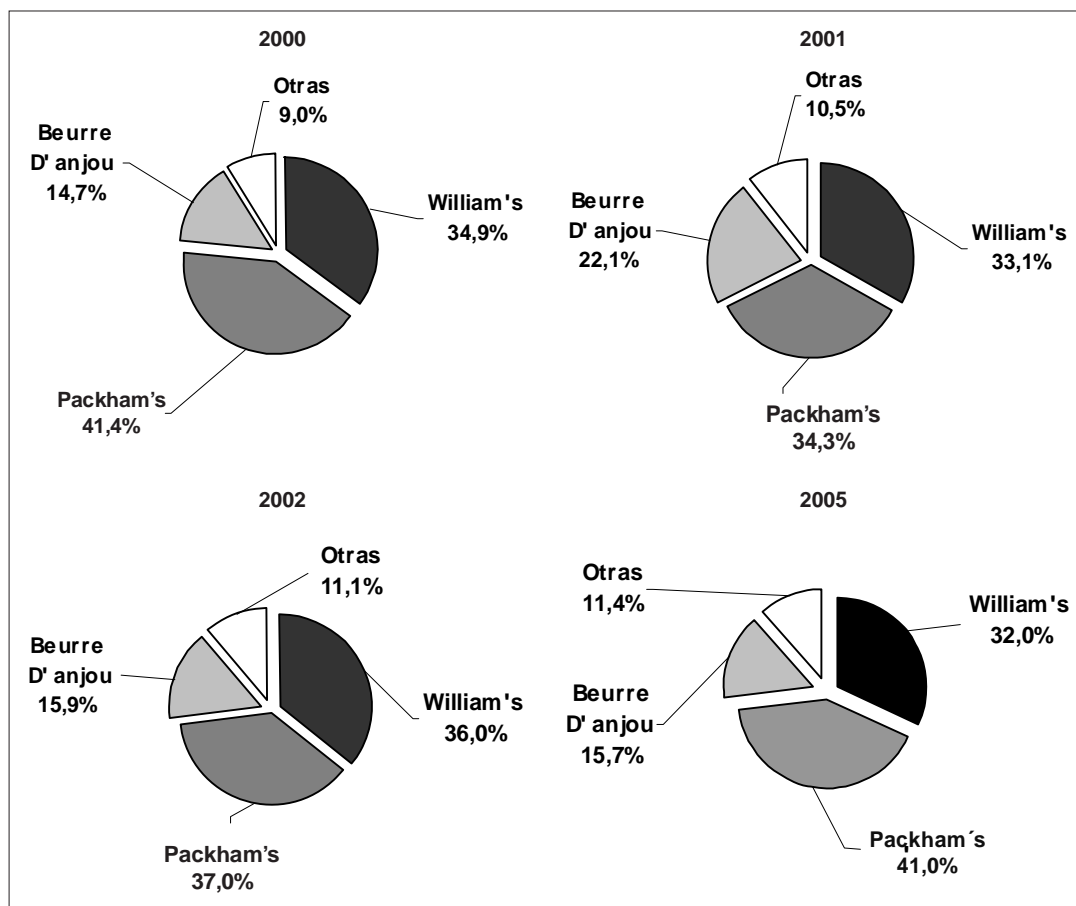 2000
Otras
9,0%
Beurre
D' anjou
14,7%
William's
34,9%
Packham’s
41,4%
2001
Otras
10,5%
Beurre
D' anjou
22,1%
William's
33,1%
Packham’s
34,3%
2002
Otras
11,1%
Beurre
D' anjou
15,9%
William's
36,0%
Packham’s
37,0%
2005
Otras
11,4%
William's
32,0%
Beurre
D' anjou
15,7%
Packham´s
41,0%